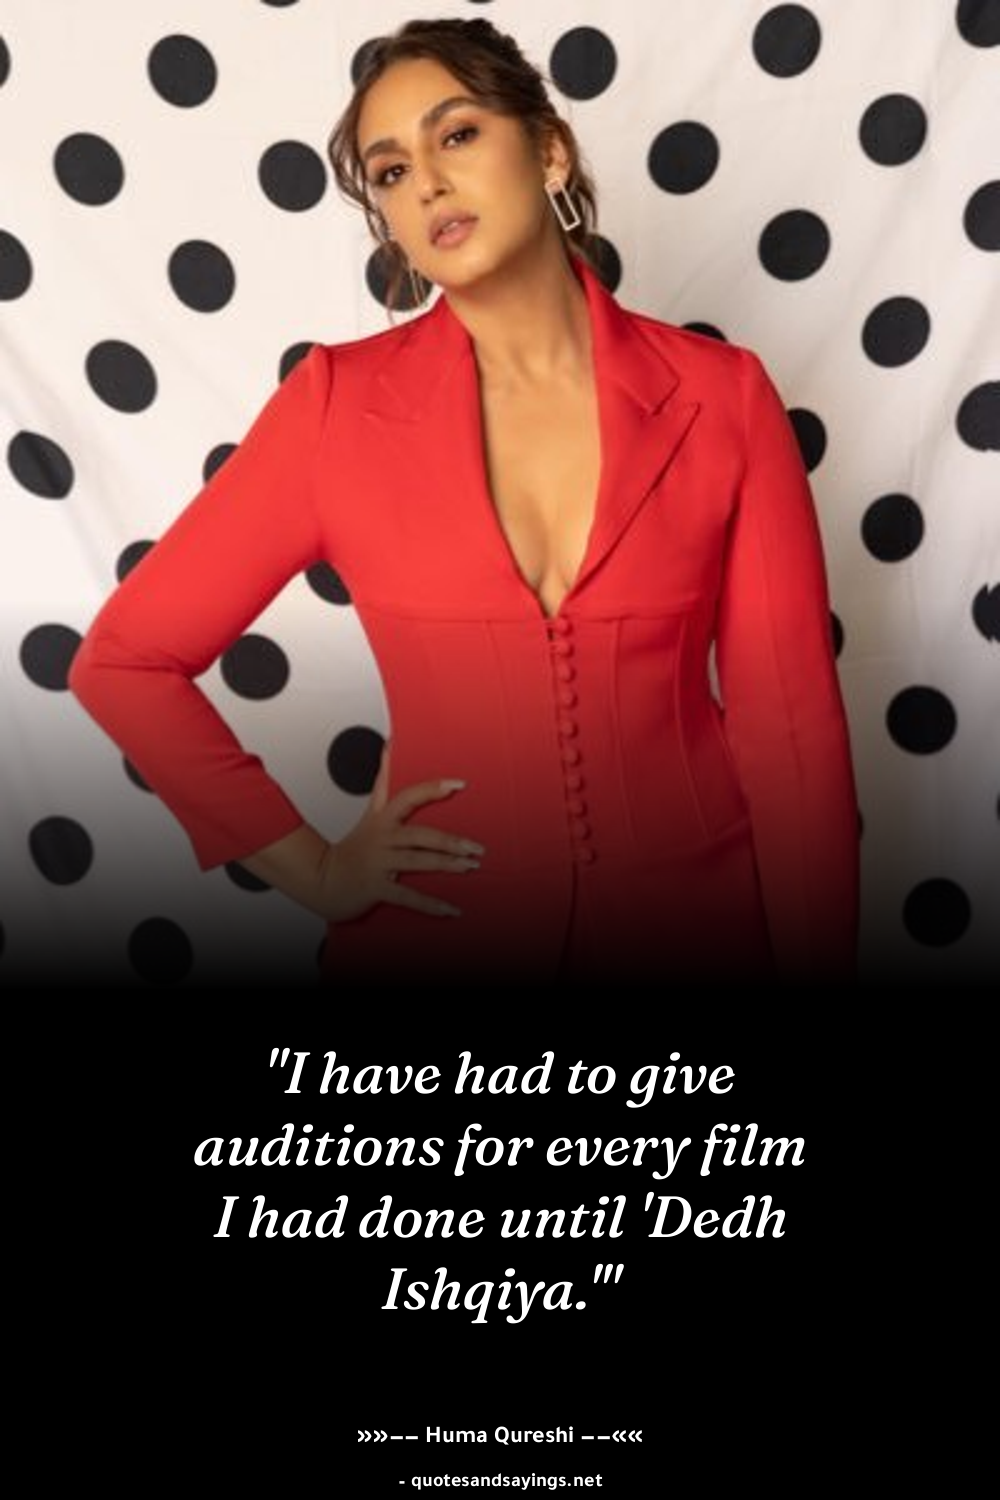 "I have had to give
auditions for every film
I had done until 'Dedh
Ishqiya.'"
»»–– Huma Qureshi ––««
- quotesandsayings.net